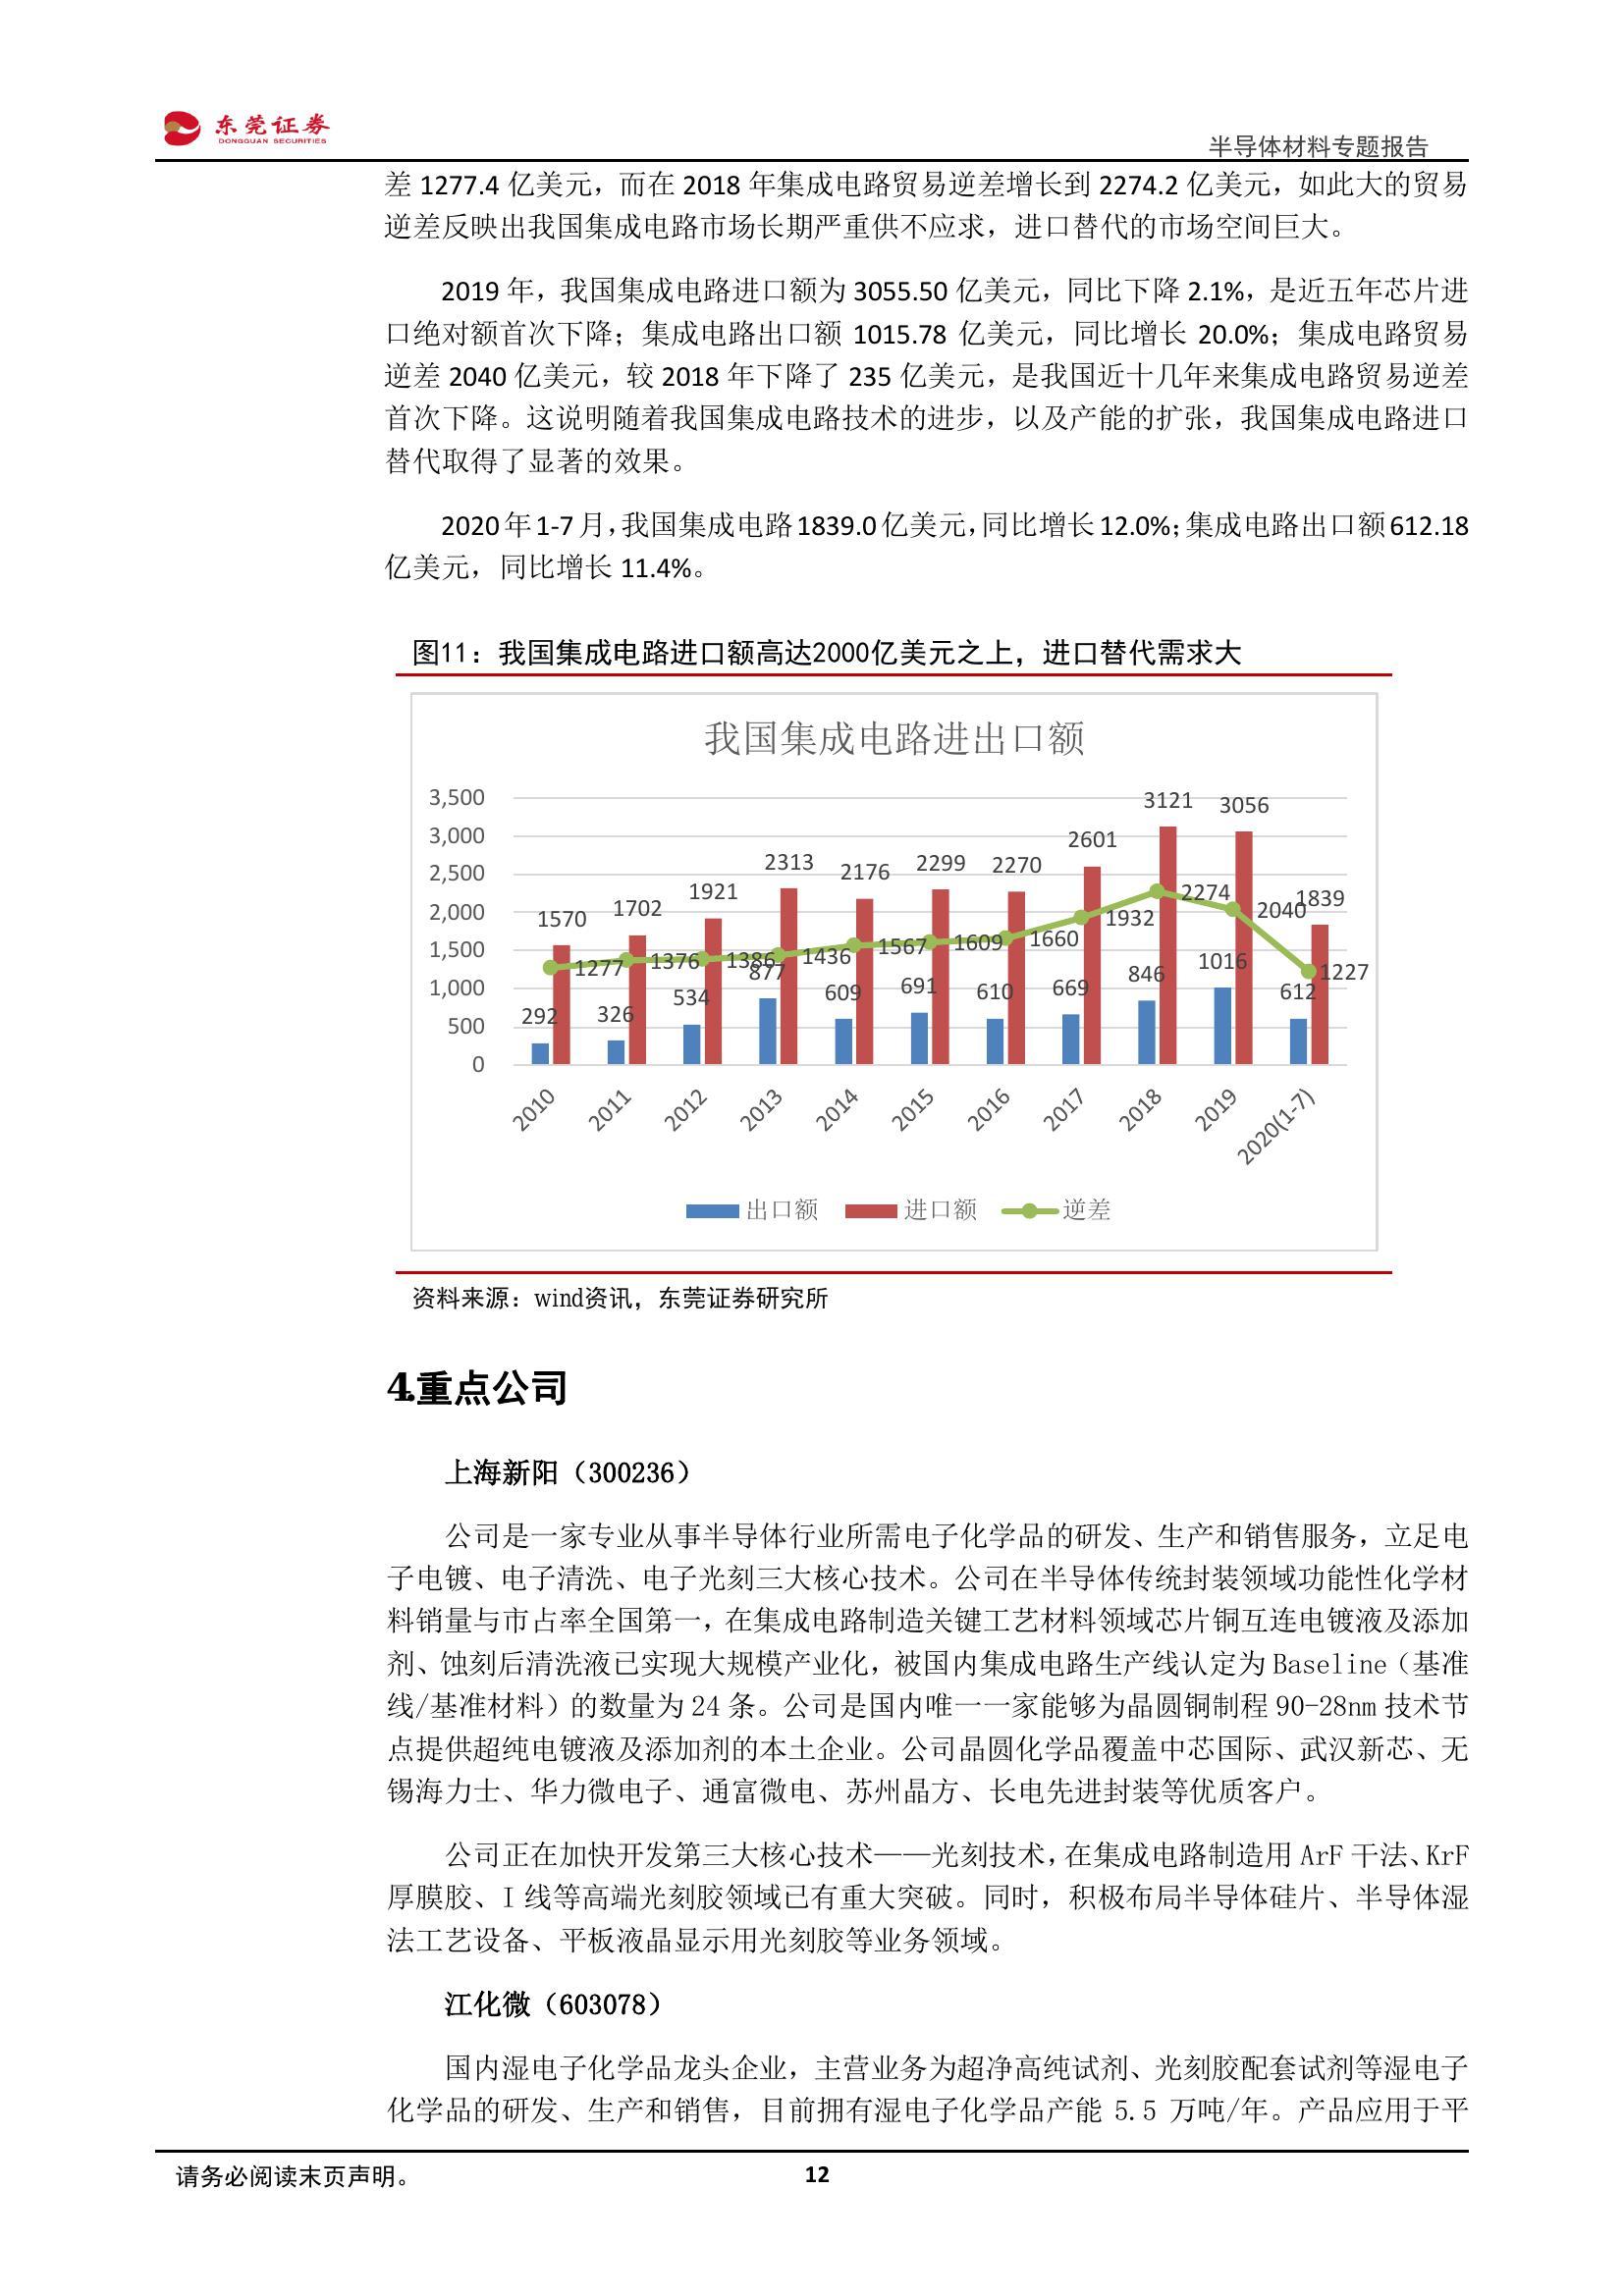 东莞证券
DONGGUAN SECURITIES
半导体材料专题报告
差 1277.4 亿美元，而在 2018 年集成电路贸易逆差增长到 2274.2 亿美元，如此大的贸易
逆差反映出我国集成电路市场长期严重供不应求，进口替代的市场空间巨大。
2019 年，我国集成电路进口额为 3055.50 亿美元，同比下降 2.1%，是近五年芯片进
口绝对额首次下降；集成电路出口额 1015.78 亿美元，同比增长 20.0%；集成电路贸易
逆差 2040 亿美元，较 2018 年下降了 235 亿美元，是我国近十几年来集成电路贸易逆差
首次下降。这说明随着我国集成电路技术的进步，以及产能的扩张，我国集成电路进口
替代取得了显著的效果。
2020 年 1-7 月，我国集成电路 1839.0 亿美元，同比增长 12.0%；集成电路出口额 612.18
亿美元，同比增长 11.4%。
图11：我国集成电路进口额高达2000亿美元之上，进口替代需求大
我国集成电路进出口额
3,500
3,000
2,500
2,000
1,500
1,000
500
0
1570 1702 1921 2313 2176 2299 2270 2601 3121 3056 1839
1277 1376 1386 1436 1567 1609 1660 1932 2274 2040 1227
292 326 534 877 609 691 610 669 846 1016 612
2010 2011 2012 2013 2014 2015 2016 2017 2018 2019 2020(1-7)
出口额 进口额 逆差
资料来源：wind资讯，东莞证券研究所
4.重点公司
上海新阳（300236）
公司是一家专业从事半导体行业所需电子化学品的研发、生产和销售服务，立足电
子电镀、电子清洗、电子光刻三大核心技术。公司在半导体传统封装领域功能性化学材
料销量与市占率全国第一，在集成电路制造关键工艺材料领域芯片铜互连电镀液及添加
剂、蚀刻后清洗液已实现大规模产业化，被国内集成电路生产线认定为 Baseline（基准
线/基准材料）的数量为 24 条。公司是国内唯一一家能够为晶圆铜制程 90-28nm 技术节
点提供超纯电镀液及添加剂的本土企业。公司晶圆化学品覆盖中芯国际、武汉新芯、无
锡海力士、华力微电子、通富微电、苏州晶方、长电先进封装等优质客户。
公司正在加快开发第三大核心技术——光刻技术，在集成电路制造用 ArF 干法、KrF
厚膜胶、I 线等高端光刻胶领域已有重大突破。同时，积极布局半导体硅片、半导体湿
法工艺设备、平板液晶显示用光刻胶等业务领域。
江化微（603078）
国内湿电子化学品龙头企业，主营业务为超净高纯试剂、光刻胶配套试剂等湿电子
化学品的研发、生产和销售，目前拥有湿电子化学品产能 5.5 万吨/年。产品应用于平
请务必阅读末页声明。
12